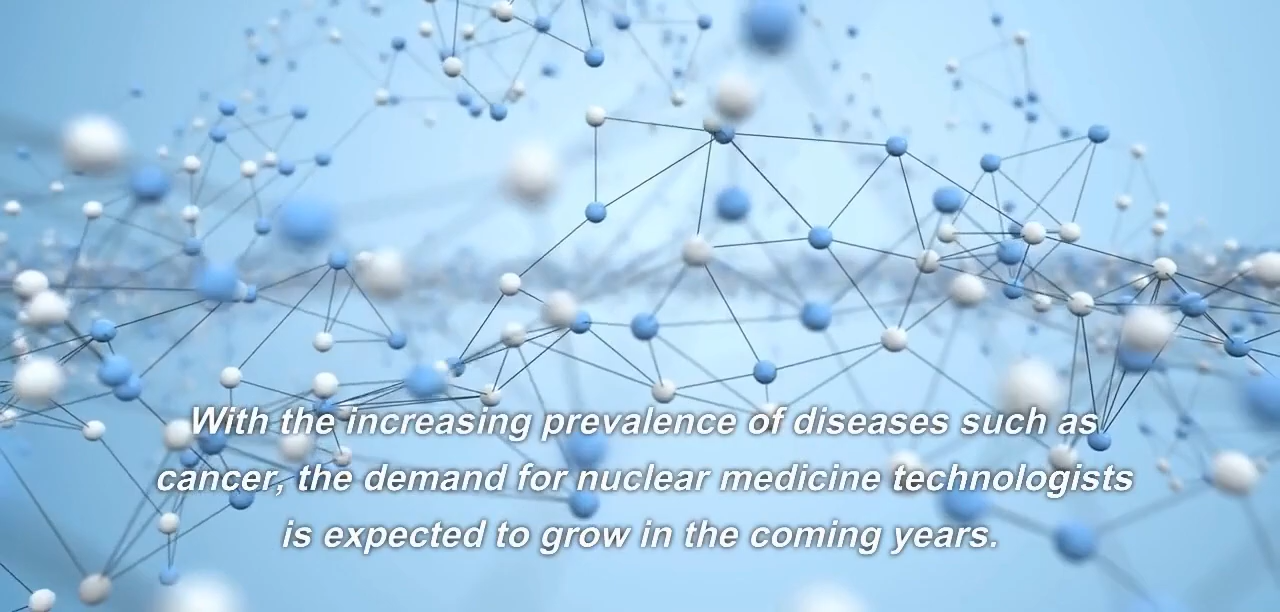 With the increasing prevalence of diseases such as
cancer, the demand for nuclear medicine technologists
is expected to grow in the coming years.